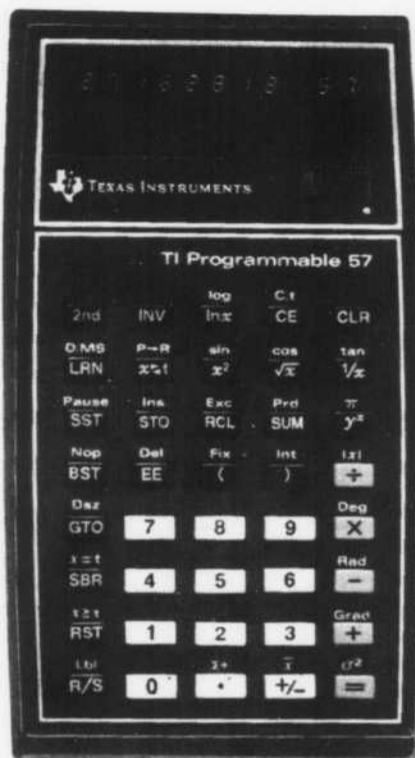 TEXAS INSTRUMENTS
TI Programmable 57
log C.t
2nd INV lnx CE CLR
D.MS P→R sin cos tan
LRN x⇄t x² √x 1/x
Pause Ins Exc Prd π
SST STO RCL SUM yˣ
Nop Del Fix Int |x|
BST EE ( ) ÷
Dsz Deg
GTO 7 8 9 X
x=t Rad
SBR 4 5 6 −
x≥t Grad
RST 1 2 3 +
Lbl Σ+ x̄ σ²
R/S 0 . +/− =